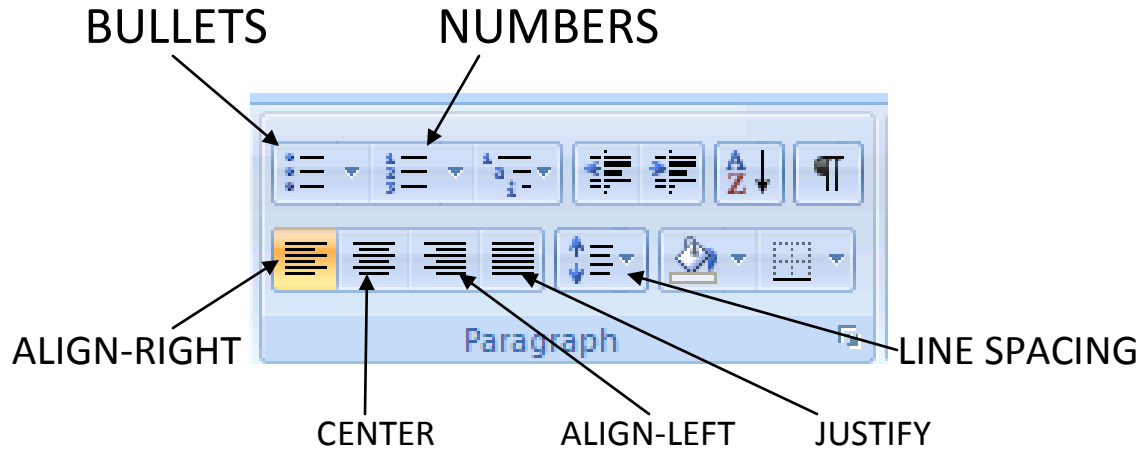 BULLETS
NUMBERS
ALIGN-RIGHT
Paragraph
LINE SPACING
CENTER
ALIGN-LEFT
JUSTIFY